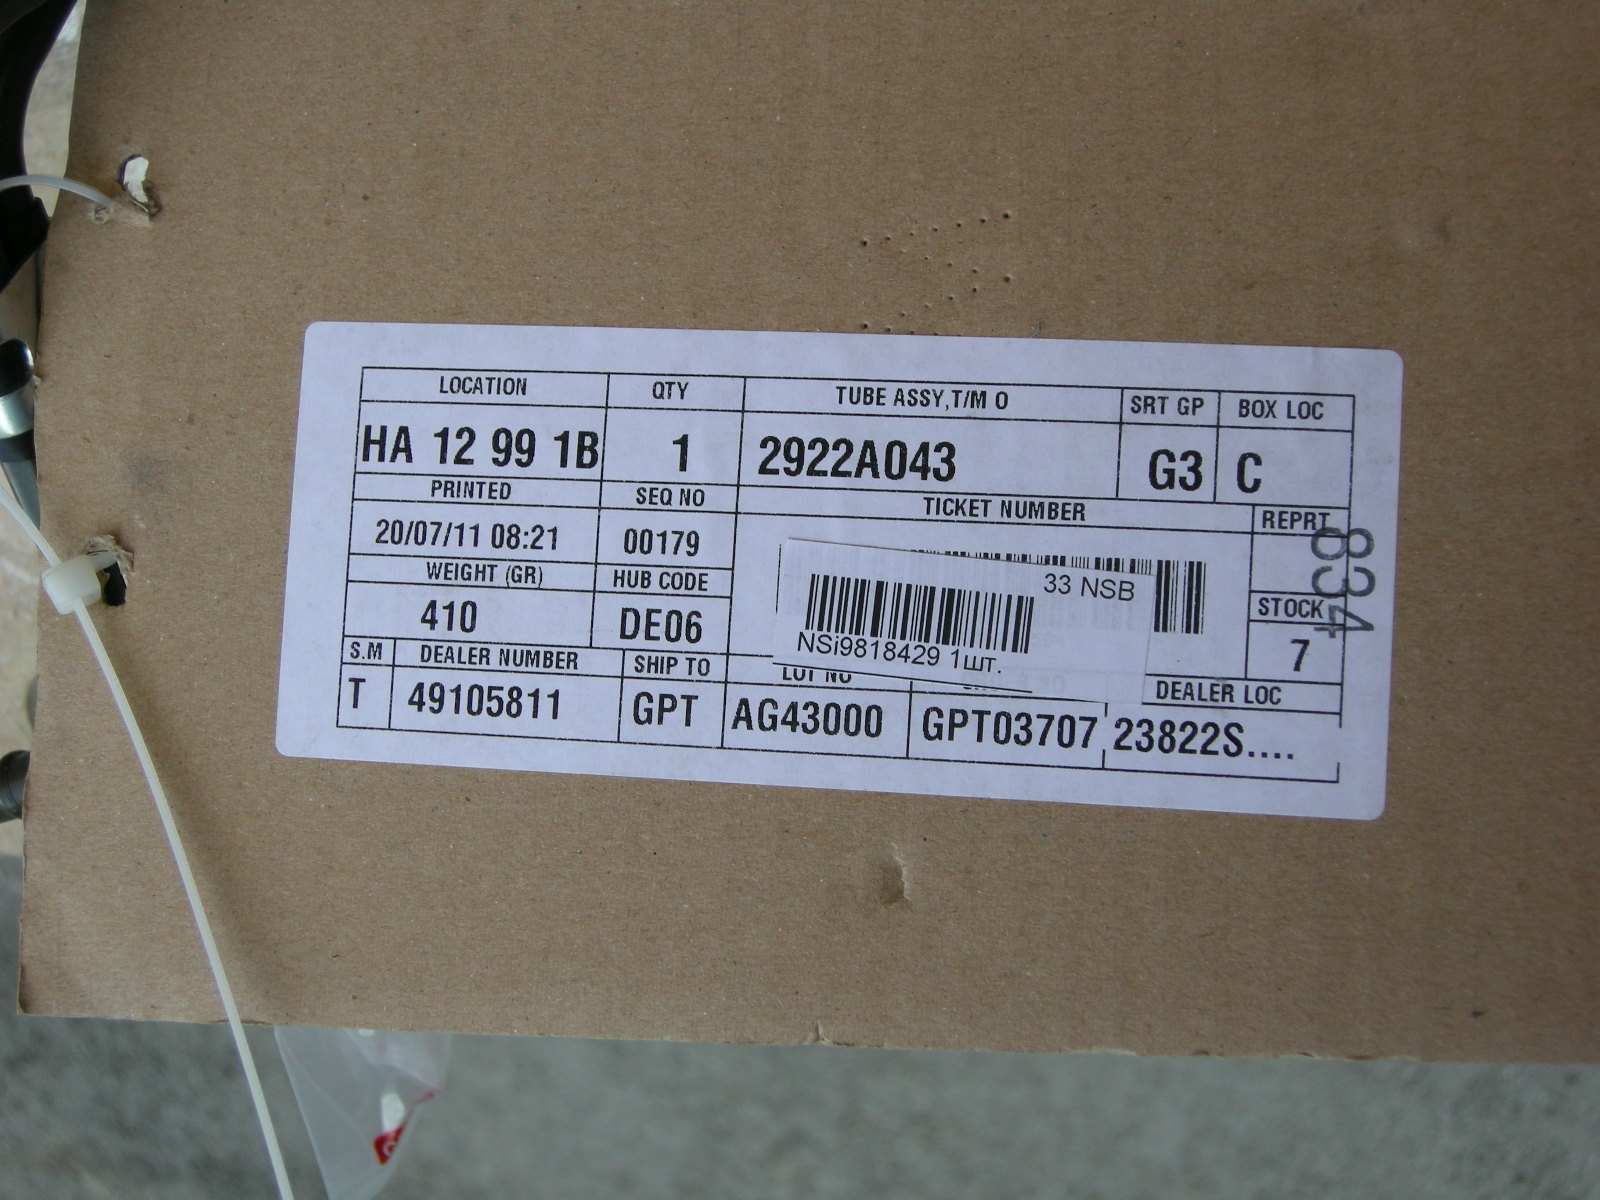 LOCATION QTY TUBE ASSY,T/M O SRT GP BOX LOC
HA 12 99 1B 1 2922A043 G3 C
PRINTED SEQ NO TICKET NUMBER REPRT
20/07/11 08:21 00179
WEIGHT (GR) HUB CODE STOCK
410 DE06 7
33 NSB
NSi9818429 1шт.
834
S.M DEALER NUMBER SHIP TO LOT NO DEALER LOC
T 49105811 GPT AG43000 GPT03707 23822S....